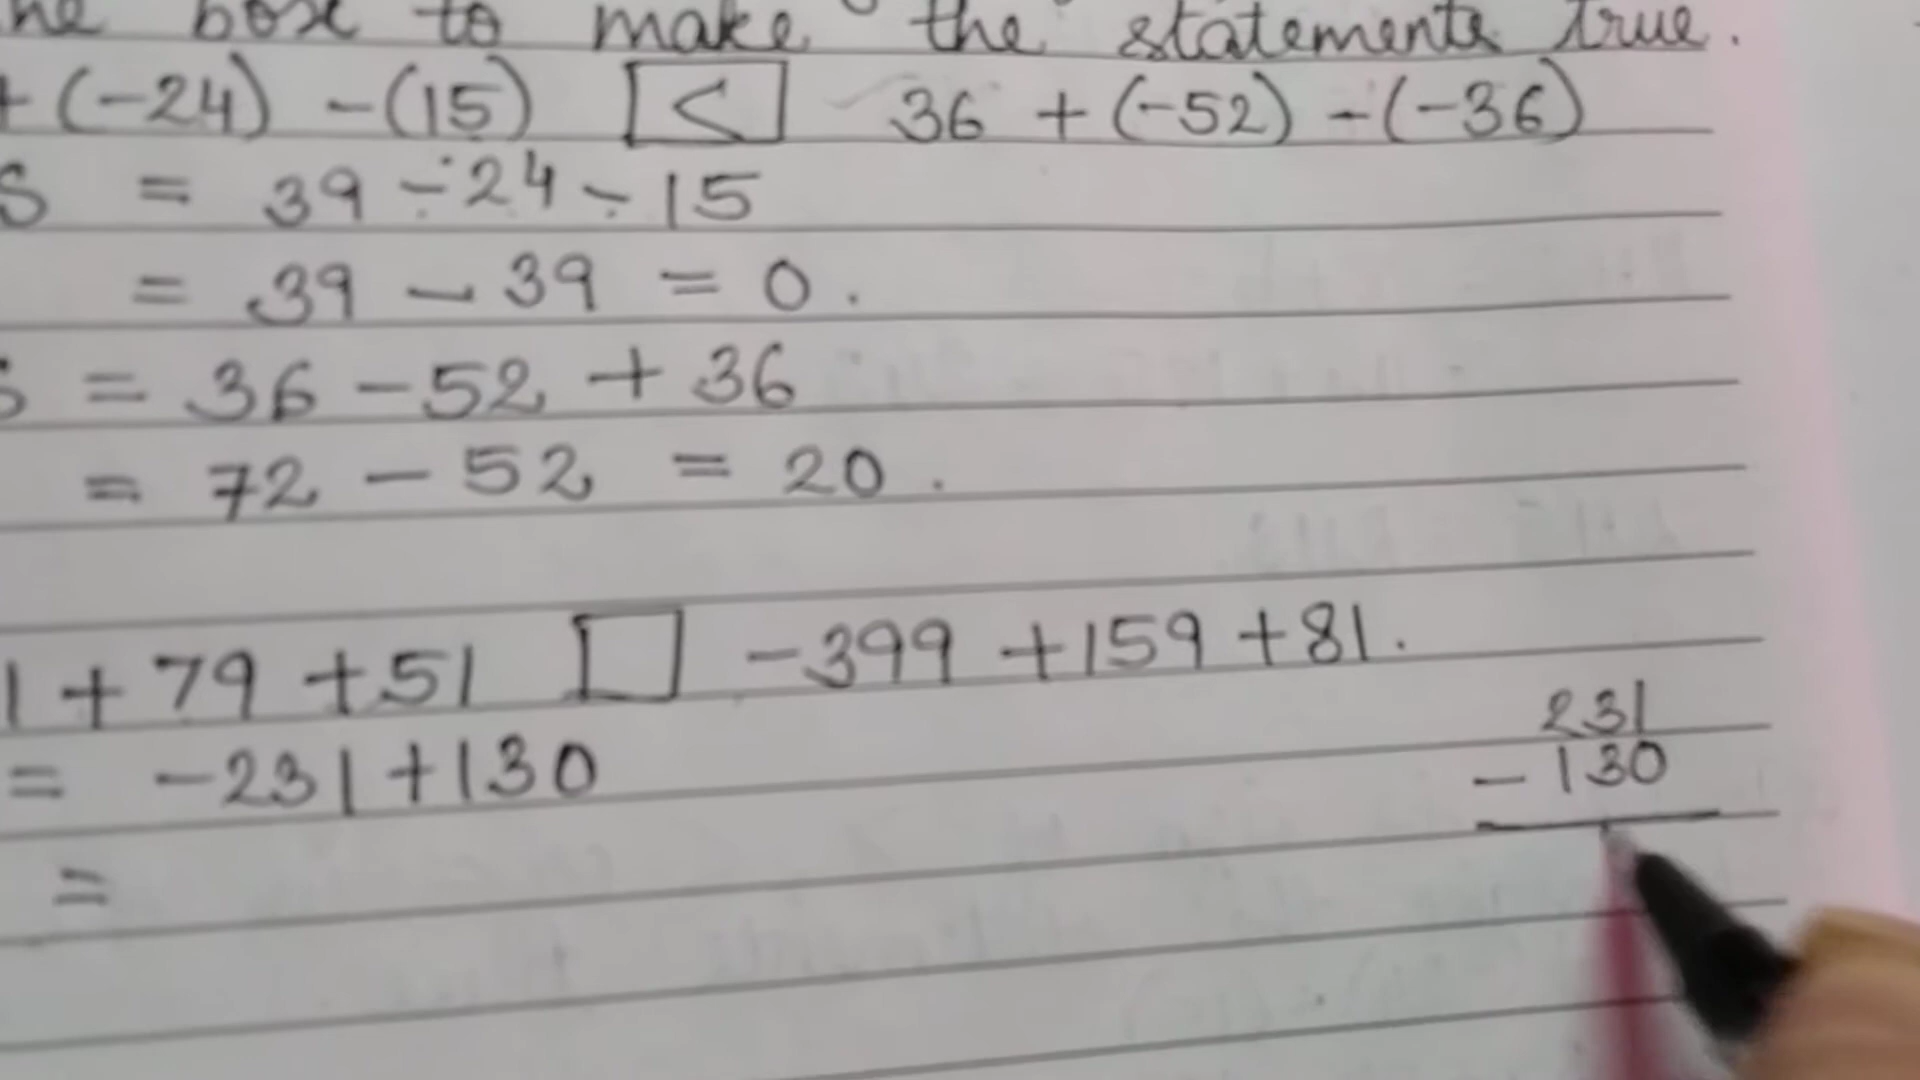 he box to make the statements true.
+ (-24) - (15) < 36 + (-52) - (-36)
S = 39 - 24 - 15
= 39 - 39 = 0.
S = 36 - 52 + 36
= 72 - 52 = 20.
1 + 79 + 51 □ -399 + 159 + 81.
231
= -231 + 130
- 130
=